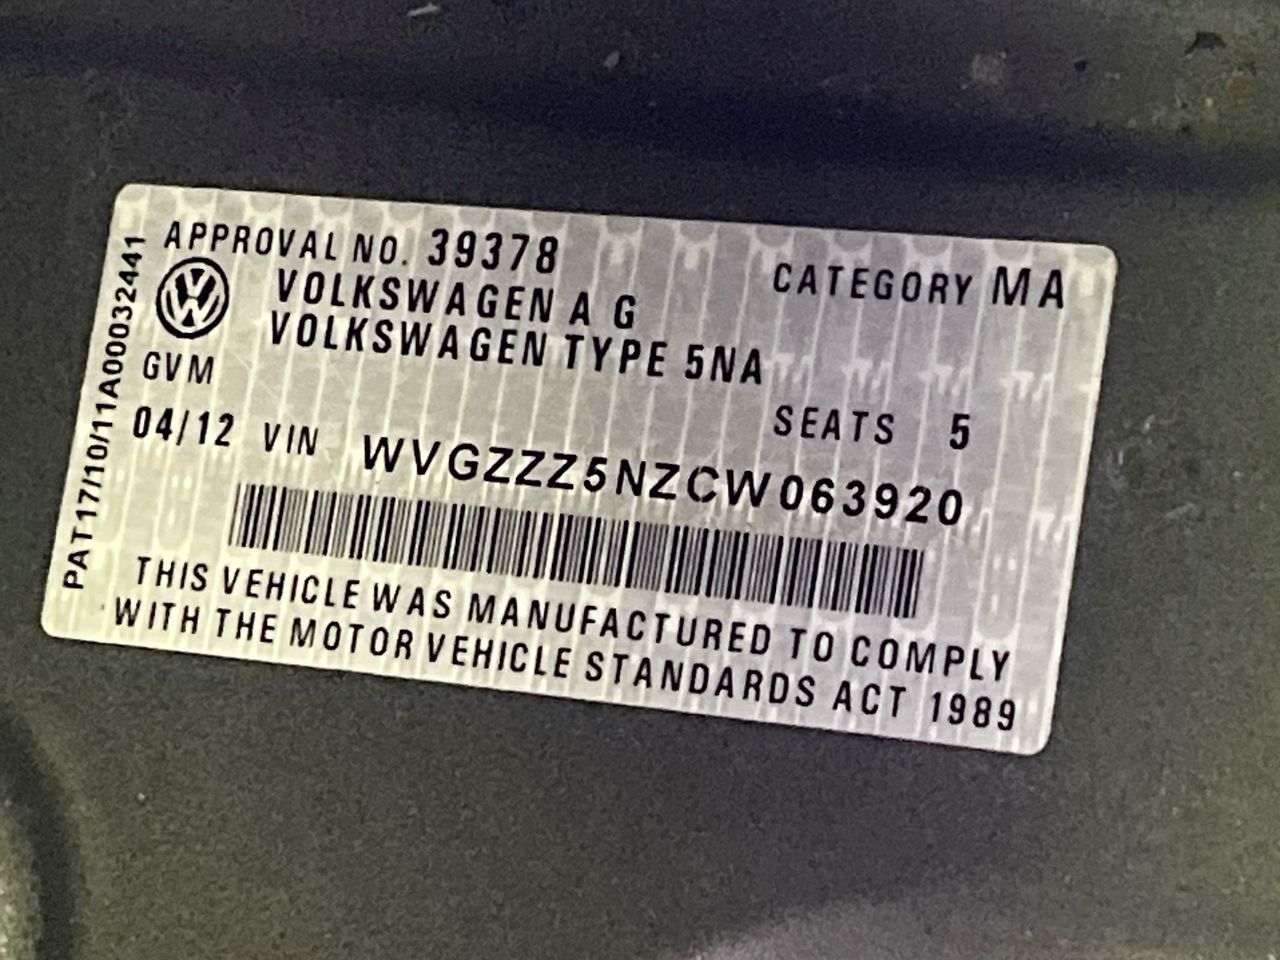 APPROVAL NO. 39378
CATEGORY MA
VOLKSWAGEN A G
VOLKSWAGEN TYPE 5NA
GVM
SEATS 5
04/12 VIN WVGZZZ5NZCW063920
THIS VEHICLE WAS MANUFACTURED TO COMPLY
WITH THE MOTOR VEHICLE STANDARDS ACT 1989
PAT17/10/11A00032441